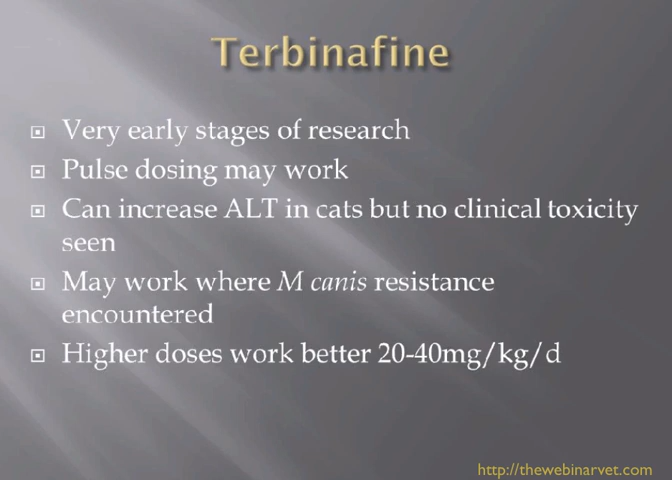 Terbinafine
Very early stages of research
Pulse dosing may work
Can increase ALT in cats but no clinical toxicity
seen
May work where M canis resistance
encountered
Higher doses work better 20-40mg/kg/d
http://thewebinarvet.com